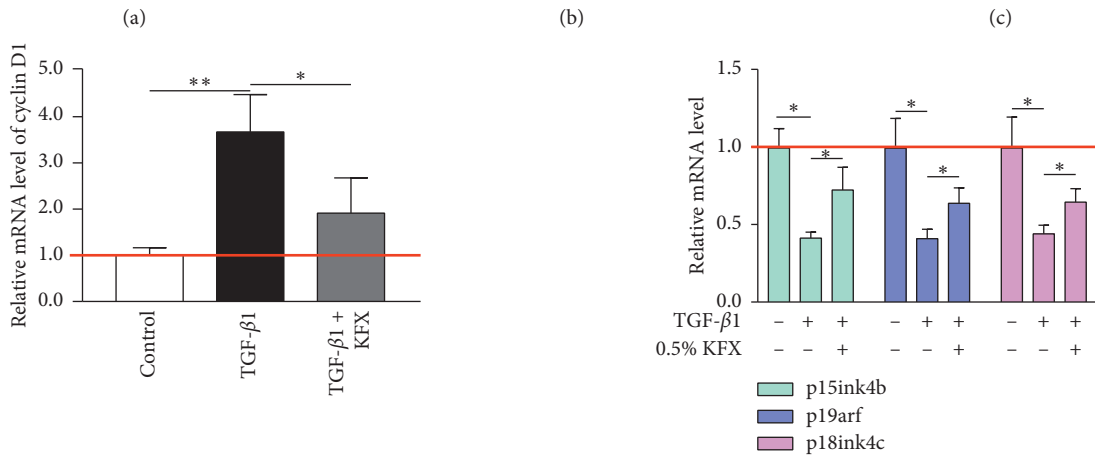 (a)
(b)
(c)
Relative mRNA level of cyclin D1
5.0
4.0
3.0
2.0
1.0
0.0
**
*
Control
TGF-β1
TGF-β1 +
KFX
Relative mRNA level
1.5
1.0
0.5
0.0
* * *
* * *
TGF-β1 – + + – + + – + +
0.5% KFX – – + – – + – – +
p15ink4b
p19arf
p18ink4c